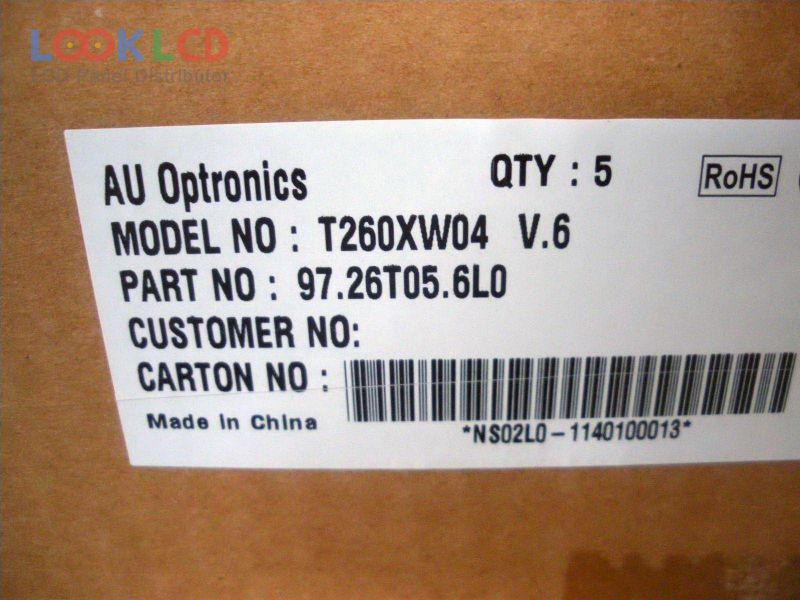 LOOKLCD
LCD Panel Distributor
AU Optronics QTY : 5 RoHS
MODEL NO : T260XW04 V.6
PART NO : 97.26T05.6L0
CUSTOMER NO:
CARTON NO :
Made in China
*NS02L0-1140100013*